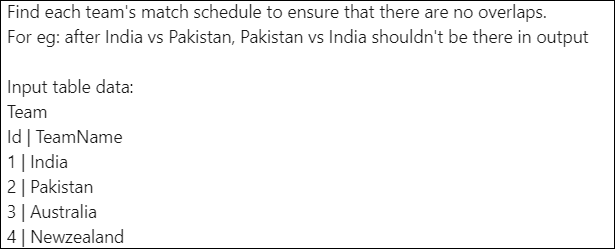 Find each team's match schedule to ensure that there are no overlaps.
For eg: after India vs Pakistan, Pakistan vs India shouldn't be there in output
Input table data:
Team
Id | TeamName
1 | India
2 | Pakistan
3 | Australia
4 | Newzealand